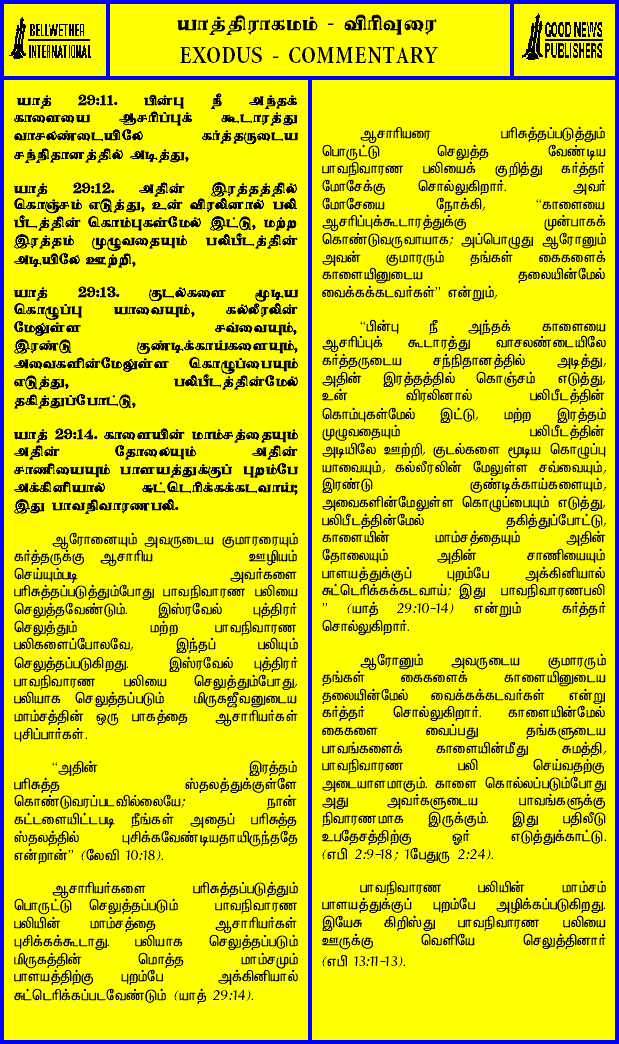 BELLWETHER
INTERNATIONAL
யாத்திராகமம் - விரிவுரை
EXODUS - COMMENTARY
GOOD NEWS
PUBLISHERS
யாத் 29:11. பின்பு நீ அந்தக்
காளையை ஆசரிப்புக் கூடாரத்து
வாசலண்டையிலே கர்த்தருடைய
சந்நிதானத்தில் அடித்து,
யாத் 29:12. அதின் இரத்தத்தில்
கொஞ்சம் எடுத்து, உன் விரலினால் பலி
பீடத்தின் கொம்புகள்மேல் இட்டு, மற்ற
இரத்தம் முழுவதையும் பலிபீடத்தின்
அடியிலே ஊற்றி,
யாத் 29:13. குடல்களை மூடிய
கொழுப்பு யாவையும், கல்லீரலின்
மேலுள்ள சவ்வையும்,
இரண்டு குண்டிக்காய்களையும்,
அவைகளின்மேலுள்ள கொழுப்பையும்
எடுத்து, பலிபீடத்தின்மேல்
தகித்துப்போட்டு,
யாத் 29:14. காளையின் மாம்சத்தையும்
அதின் தோலையும் அதின்
சாணியையும் பாளயத்துக்குப் புறம்பே
அக்கினியால் சுட்டெரிக்கக்கடவாய்;
இது பாவநிவாரணபலி.
ஆரோனையும் அவருடைய குமாரரையும்
கர்த்தருக்கு ஆசாரிய ஊழியம்
செய்யும்படி அவர்களை
பரிசுத்தப்படுத்தும்போது பாவநிவாரண பலியை
செலுத்தவேண்டும். இஸ்ரவேல் புத்திரர்
செலுத்தும் மற்ற பாவநிவாரண
பலிகளைப்போலவே, இந்தப் பலியும்
செலுத்தப்படுகிறது. இஸ்ரவேல் புத்திரர்
பாவநிவாரண பலியை செலுத்தும்போது,
பலியாக செலுத்தப்படும் மிருகஜீவனுடைய
மாம்சத்தின் ஒரு பாகத்தை ஆசாரியர்கள்
புசிப்பார்கள்.
“அதின் இரத்தம்
பரிசுத்த ஸ்தலத்துக்குள்ளே
கொண்டுவரப்படவில்லையே; நான்
கட்டளையிட்டபடி நீங்கள் அதைப் பரிசுத்த
ஸ்தலத்தில் புசிக்கவேண்டியதாயிருந்ததே
என்றான்” (லேவி 10:18).
ஆசாரியர்களை பரிசுத்தப்படுத்தும்
பொருட்டு செலுத்தப்படும் பாவநிவாரண
பலியின் மாம்சத்தை ஆசாரியர்கள்
புசிக்கக்கூடாது. பலியாக செலுத்தப்படும்
மிருகத்தின் மொத்த மாம்சமும்
பாளயத்திற்கு புறம்பே அக்கினியால்
சுட்டெரிக்கப்படவேண்டும் (யாத் 29:14).
ஆசாரியரை பரிசுத்தப்படுத்தும்
பொருட்டு செலுத்த வேண்டிய
பாவநிவாரண பலியைக் குறித்து கர்த்தர்
மோசேக்கு சொல்லுகிறார். அவர்
மோசேயை நோக்கி, “காளையை
ஆசரிப்புக்கூடாரத்துக்கு முன்பாகக்
கொண்டுவருவாயாக; அப்பொழுது ஆரோனும்
அவன் குமாரரும் தங்கள் கைகளைக்
காளையினுடைய தலையின்மேல்
வைக்கக்கடவர்கள்” என்றும்,
“பின்பு நீ அந்தக் காளையை
ஆசரிப்புக் கூடாரத்து வாசலண்டையிலே
கர்த்தருடைய சந்நிதானத்தில் அடித்து,
அதின் இரத்தத்தில் கொஞ்சம் எடுத்து,
உன் விரலினால் பலிபீடத்தின்
கொம்புகள்மேல் இட்டு, மற்ற இரத்தம்
முழுவதையும் பலிபீடத்தின்
அடியிலே ஊற்றி, குடல்களை மூடிய கொழுப்பு
யாவையும், கல்லீரலின் மேலுள்ள சவ்வையும்,
இரண்டு குண்டிக்காய்களையும்,
அவைகளின்மேலுள்ள கொழுப்பையும் எடுத்து,
பலிபீடத்தின்மேல் தகித்துப்போட்டு,
காளையின் மாம்சத்தையும் அதின்
தோலையும் அதின் சாணியையும்
பாளயத்துக்குப் புறம்பே அக்கினியால்
சுட்டெரிக்கக்கடவாய்; இது பாவநிவாரணபலி
” (யாத் 29:10-14) என்றும் கர்த்தர்
சொல்லுகிறார்.
ஆரோனும் அவருடைய குமாரரும்
தங்கள் கைகளைக் காளையினுடைய
தலையின்மேல் வைக்கக்கடவர்கள் என்று
கர்த்தர் சொல்லுகிறார். காளையின்மேல்
கைகளை வைப்பது தங்களுடைய
பாவங்களைக் காளையின்மீது சுமத்தி,
பாவநிவாரண பலி செய்வதற்கு
அடையாளமாகும். காளை கொல்லப்படும்போது
அது அவர்களுடைய பாவங்களுக்கு
நிவாரணமாக இருக்கும். இது பதிலீடு
உபதேசத்திற்கு ஓர் எடுத்துக்காட்டு.
(எபி 2:9-18; 1பேதுரு 2:24).
பாவநிவாரண பலியின் மாம்சம்
பாளயத்துக்குப் புறம்பே அழிக்கப்படுகிறது.
இயேசு கிறிஸ்து பாவநிவாரண பலியை
ஊருக்கு வெளியே செலுத்தினார்
(எபி 13:11-13).